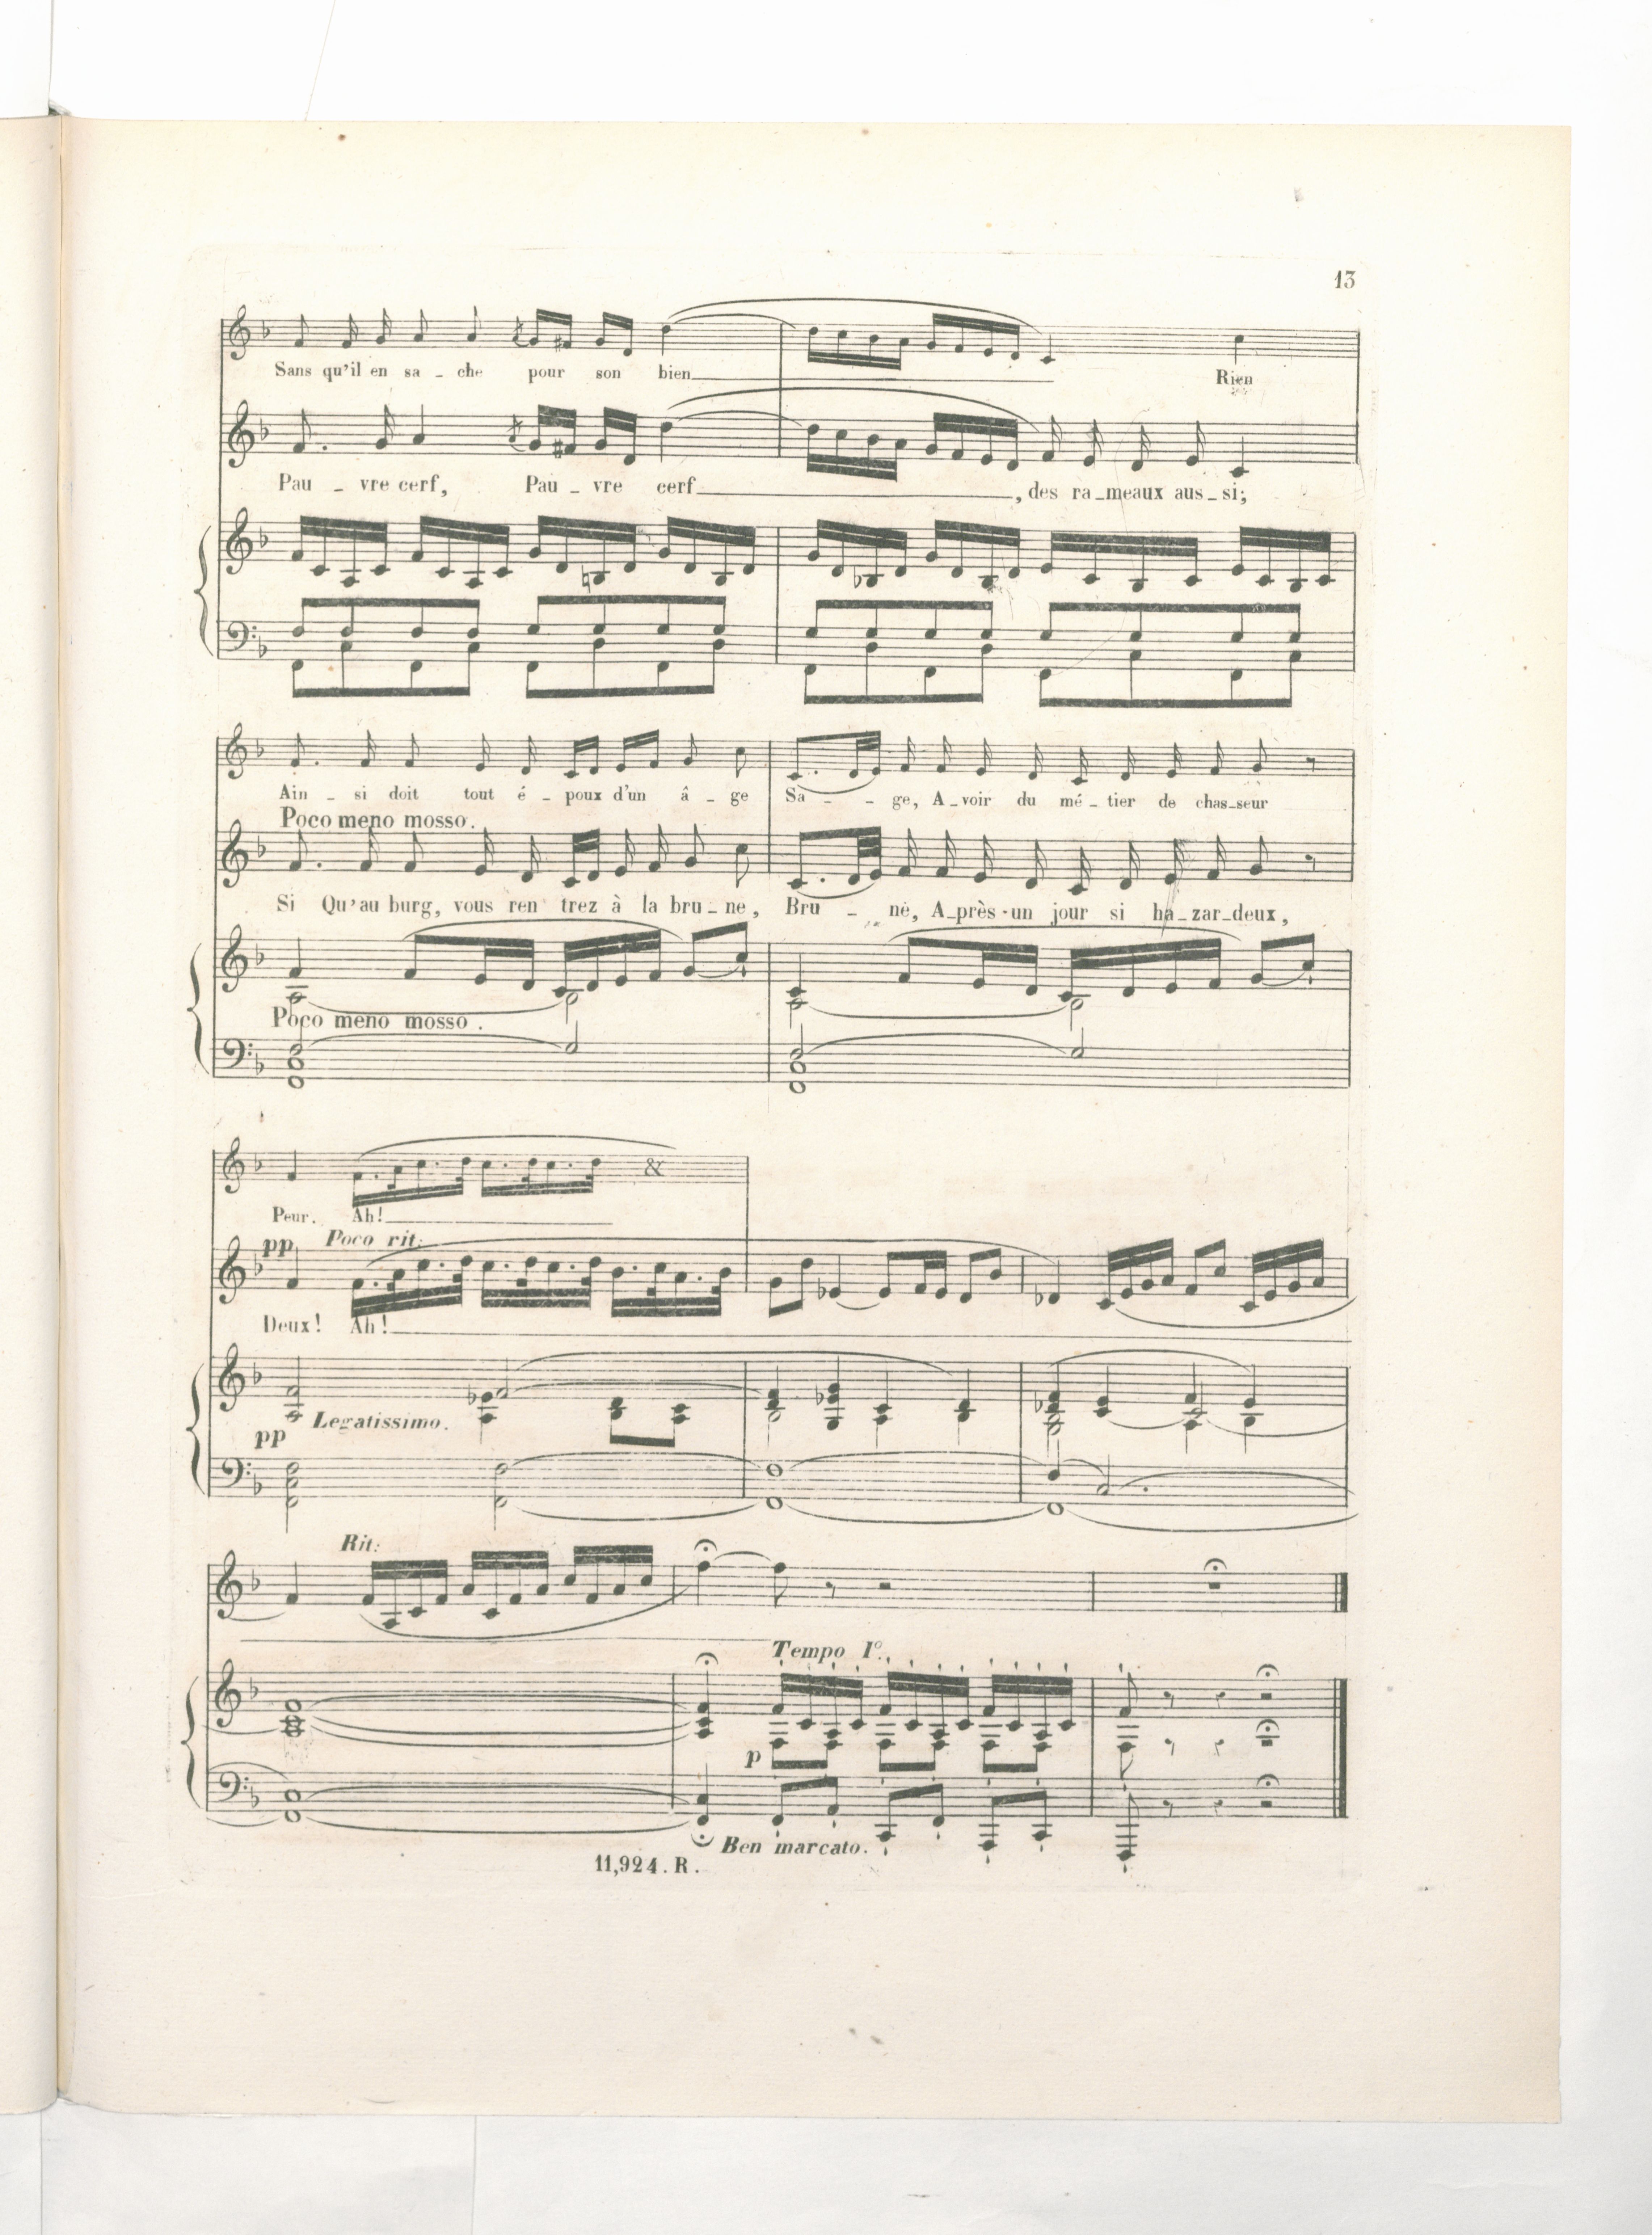 13
Sans qu'il en sa - che pour son bien Rien
Pau - vre cerf, Pau - vre cerf , des ra - meaux aus - si;
Ain - si doit tout é - poux d'un â - ge Sa - - ge, A - voir du mé - tier de chas - seur
Poco meno mosso.
Si Qu'au burg, vous ren trez à la bru - ne, Bru - ne, A - près un jour si ha - zar - deux,
Poco meno mosso.
&
Peur. Ah!
pp Poco rit:
Deux! Ah!
Legatissimo.
pp
Rit:
Tempo 1º.
p
Ben marcato.
11,924. R.